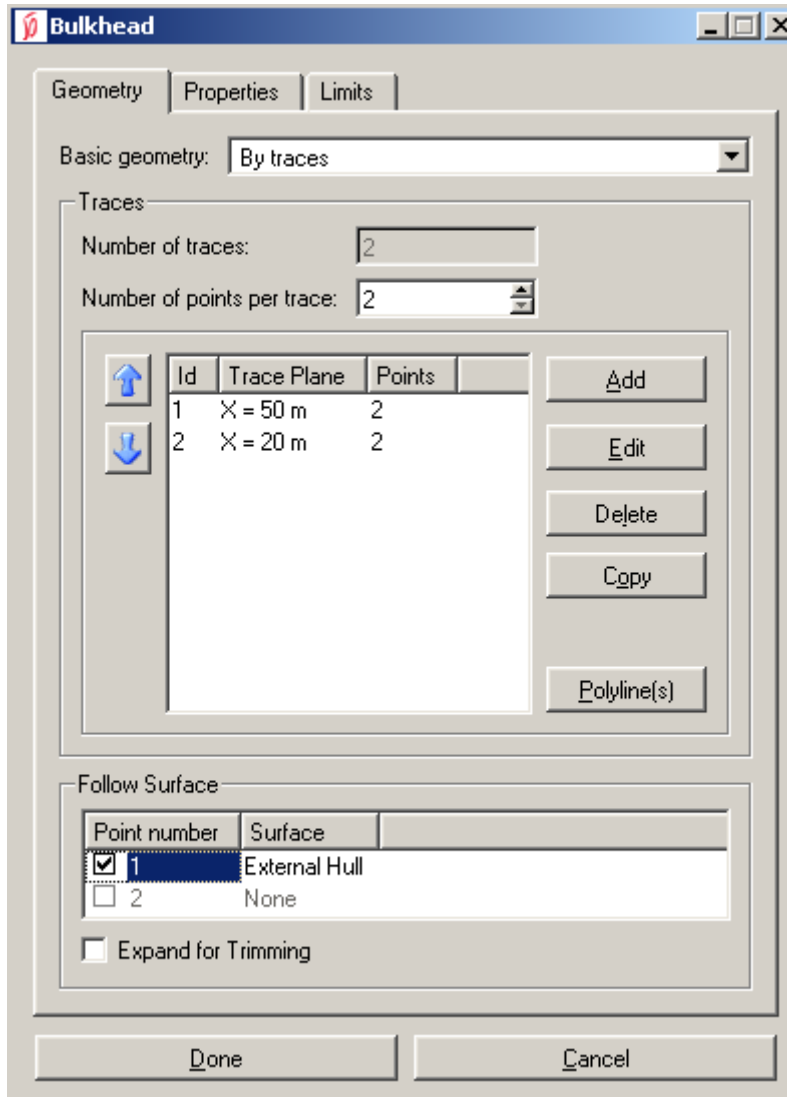 Bulkhead
Geometry Properties Limits
Basic geometry: By traces
Traces
Number of traces: 2
Number of points per trace: 2
Id Trace Plane Points
1 X = 50 m 2
2 X = 20 m 2
Add
Edit
Delete
Copy
Polyline(s)
Follow Surface
Point number Surface
1 External Hull
2 None
Expand for Trimming
Done Cancel